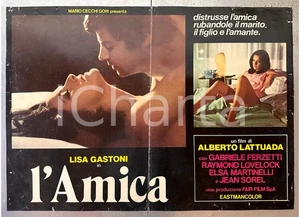 MARIO CECCHI GORI presenta
distrusse l'amica
rubandole il marito,
il figlio e l'amante.
iCharta
LISA GASTONI
l'Amica
un film di
ALBERTO LATTUADA
con GABRIELE FERZETTI
RAYMOND LOVELOCK
ELSA MARTINELLI
e JEAN SOREL
una produzione FAIR FILM SpA
EASTMANCOLOR